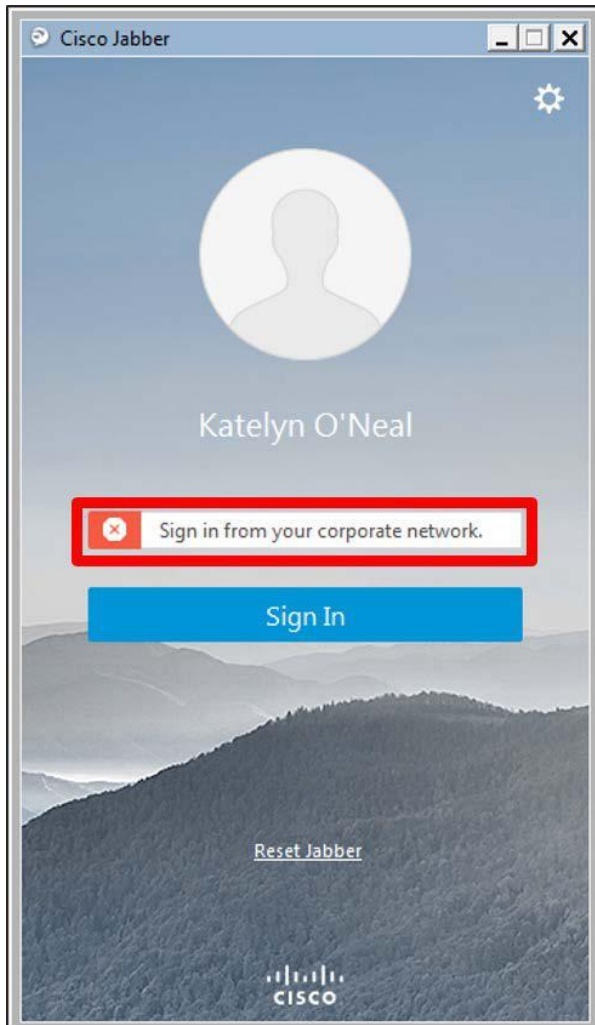 Cisco Jabber
Katelyn O'Neal
Sign in from your corporate network.
Sign In
Reset Jabber
CISCO